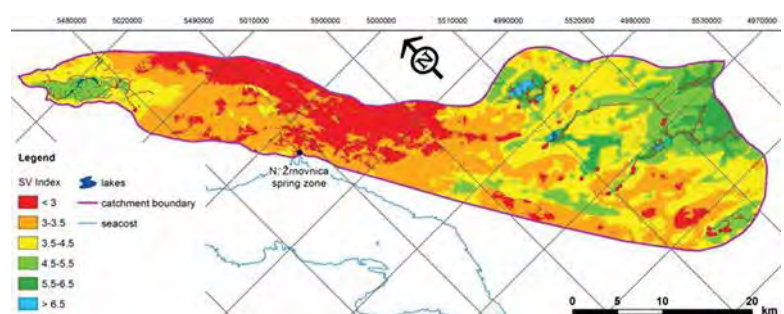 5480000 5020000 5490000 5010000 5500000 5000000 5510000 4990000 5520000 4980000 5530000 4970000
N
Legend
SV Index
< 3
3-3.5
3.5-4.5
4.5-5.5
5.5-6.5
> 6.5
lakes
catchment boundary
seacost
N. Žrnovnica
spring zone
0 5 10 20
km